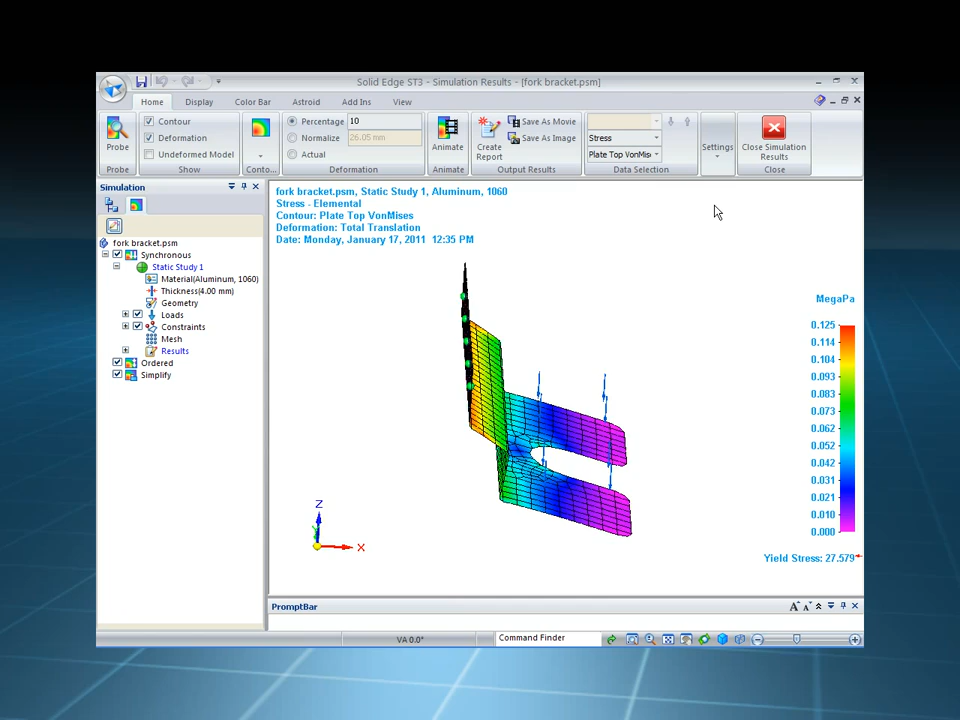 Solid Edge ST3 - Simulation Results - [fork bracket.psm]
Home Display Color Bar Astroid Add Ins View
Probe
Contour
Deformation
Undeformed Model
Conto...
Percentage 10
Normalize 26.05 mm
Actual
Animate
Create Report
Save As Movie
Save As Image
Stress
Plate Top VonMis
Settings
Close Simulation Results
Probe Show Conto... Deformation Animate Output Results Data Selection Close
Simulation
fork bracket.psm
Synchronous
Static Study 1
Material(Aluminum, 1060)
Thickness(4.00 mm)
Geometry
Loads
Constraints
Mesh
Results
Ordered
Simplify
fork bracket.psm, Static Study 1, Aluminum, 1060
Stress - Elemental
Contour: Plate Top VonMises
Deformation: Total Translation
Date: Monday, January 17, 2011 12:35 PM
MegaPa
0.125
0.114
0.104
0.093
0.083
0.073
0.062
0.052
0.042
0.031
0.021
0.010
0.000
Yield Stress: 27.579
Z
X
PromptBar
VA 0.0°
Command Finder